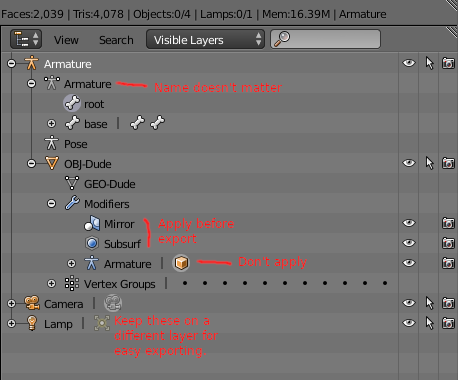 Faces:2,039 | Tris:4,078 | Objects:0/4 | Lamps:0/1 | Mem:16.39M | Armature
View Search Visible Layers
Armature
Armature Name doesn't matter
root
base
Pose
OBJ-Dude
GEO-Dude
Modifiers
Mirror Apply before
export
Subsurf
Armature Don't apply
Vertex Groups
Camera
Lamp Keep these on a
different layer for
easy exporting